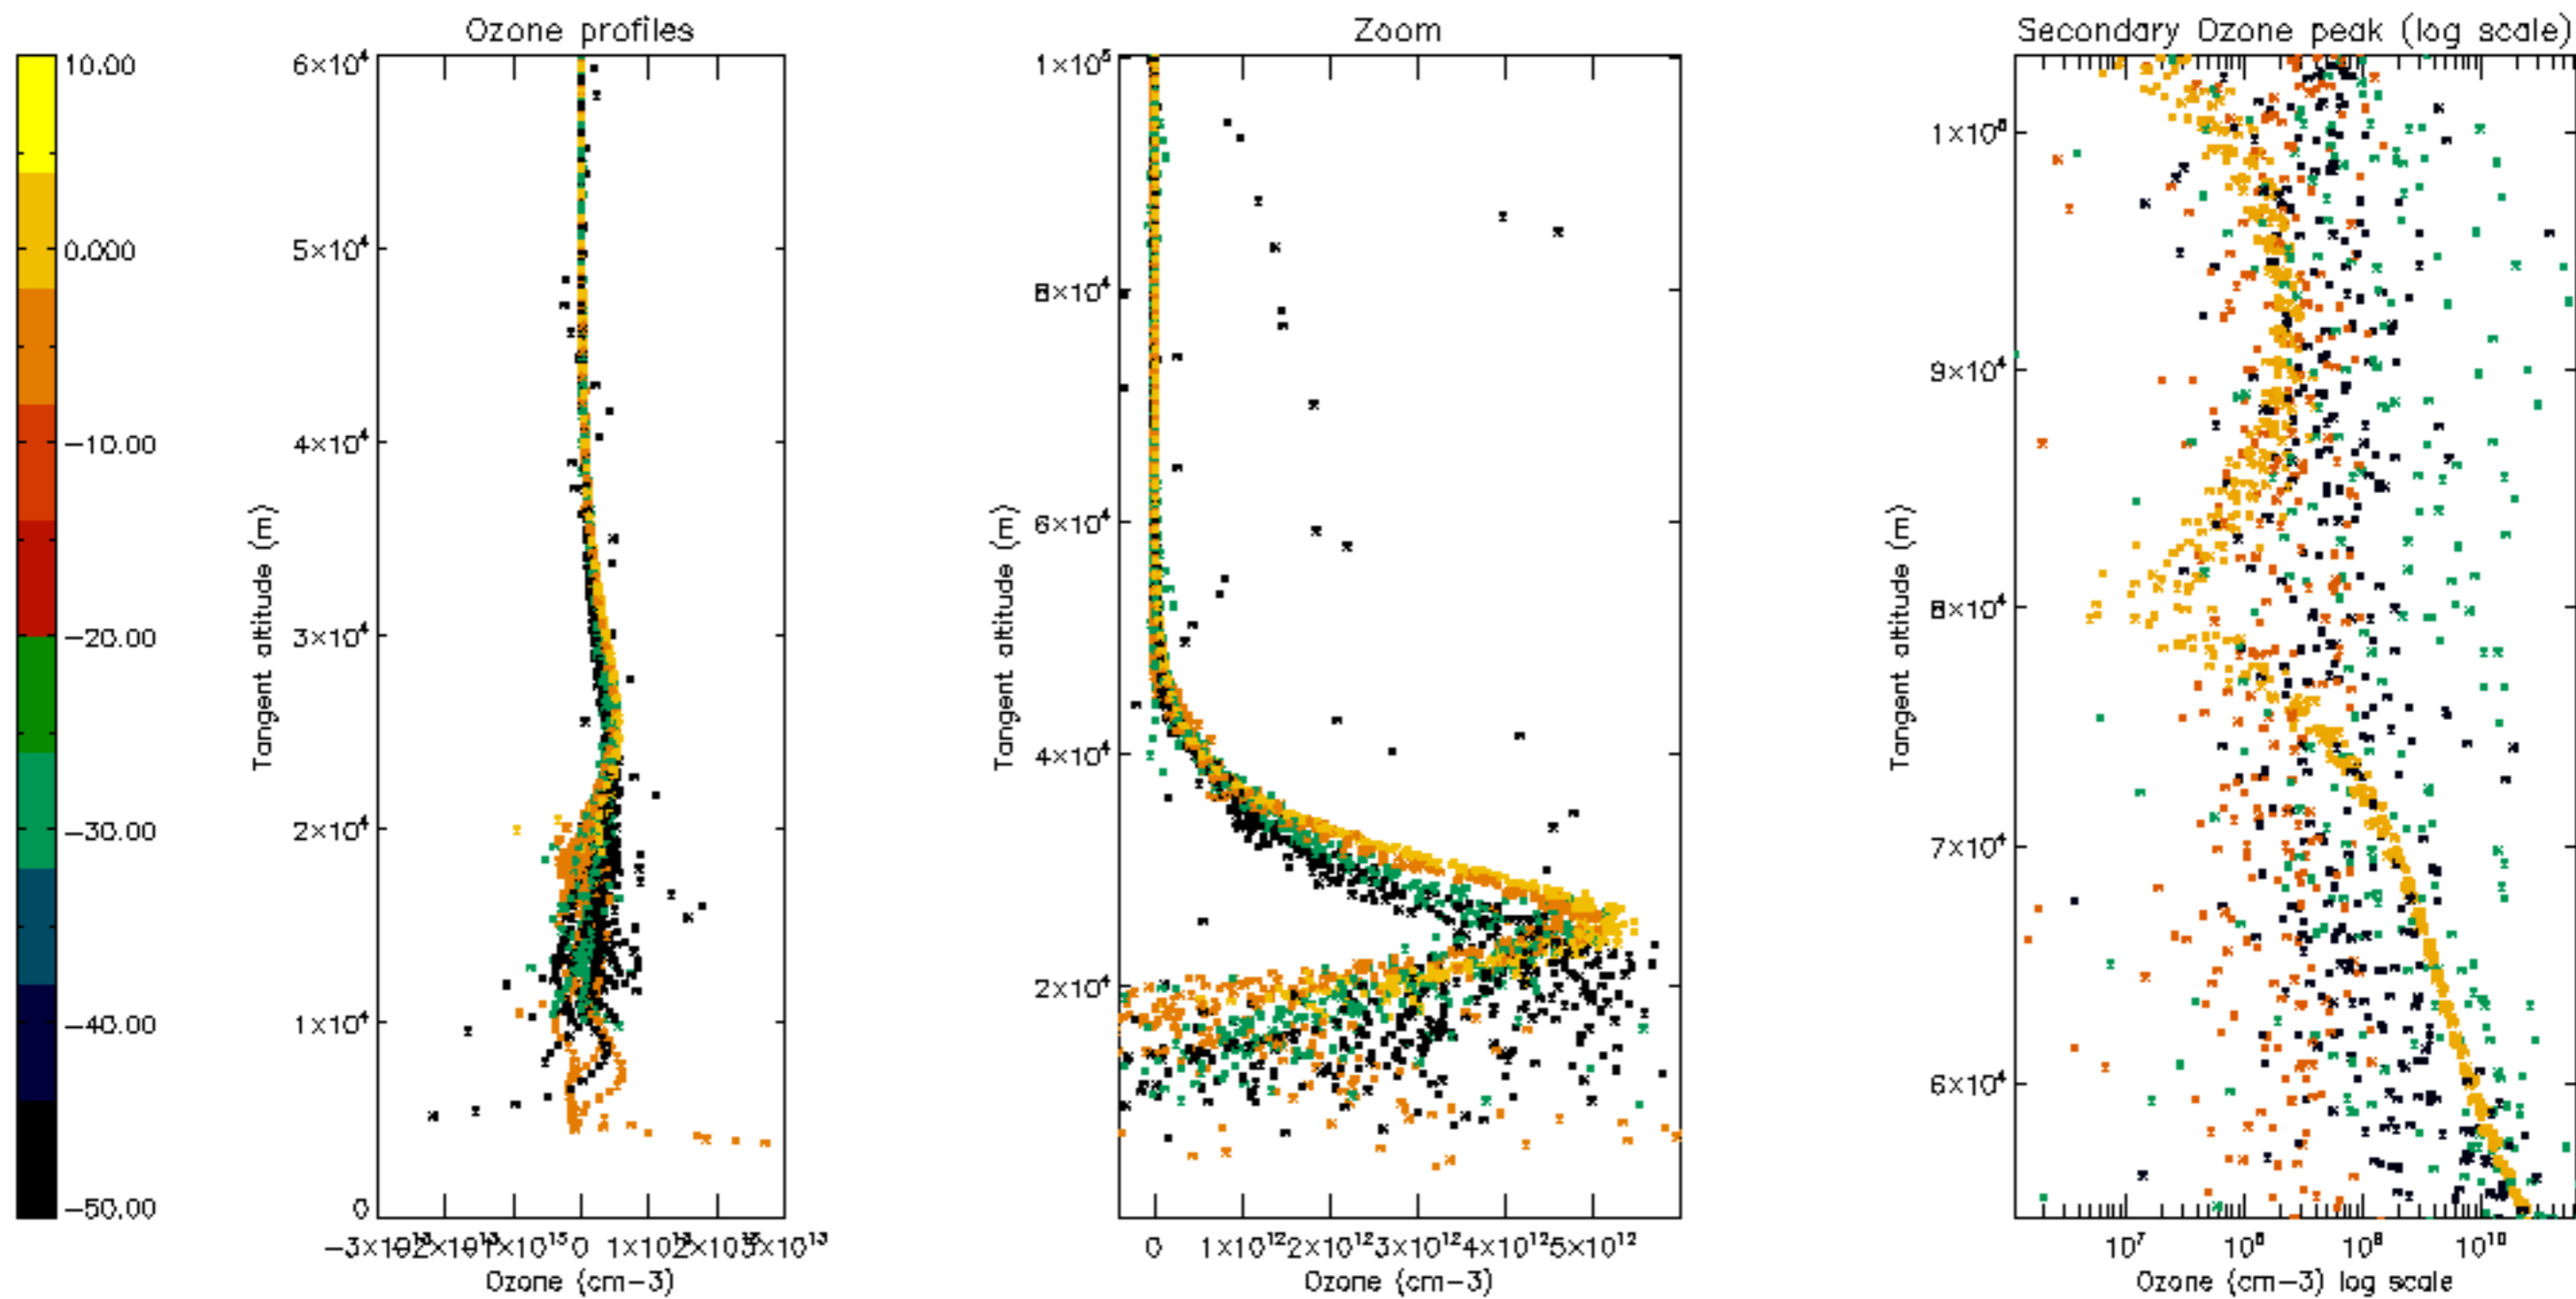 Ozone profiles
Zoom
Secondary Ozone peak (log scale)
10.00
0.000
−10.00
−20.00
−30.00
−40.00
−50.00
Tangent altitude (m)
6×10⁴
5×10⁴
4×10⁴
3×10⁴
2×10⁴
1×10⁴
0
0
Ozone (cm−3)
Tangent altitude (m)
1×10⁵
8×10⁴
6×10⁴
4×10⁴
2×10⁴
0 1×10¹² 2×10¹² 3×10¹² 4×10¹² 5×10¹²
Ozone (cm−3)
Tangent altitude (m)
9×10⁴
8×10⁴
7×10⁴
6×10⁴
10⁷ 10⁸ 10⁹ 10¹⁰
Ozone (cm−3) log scale